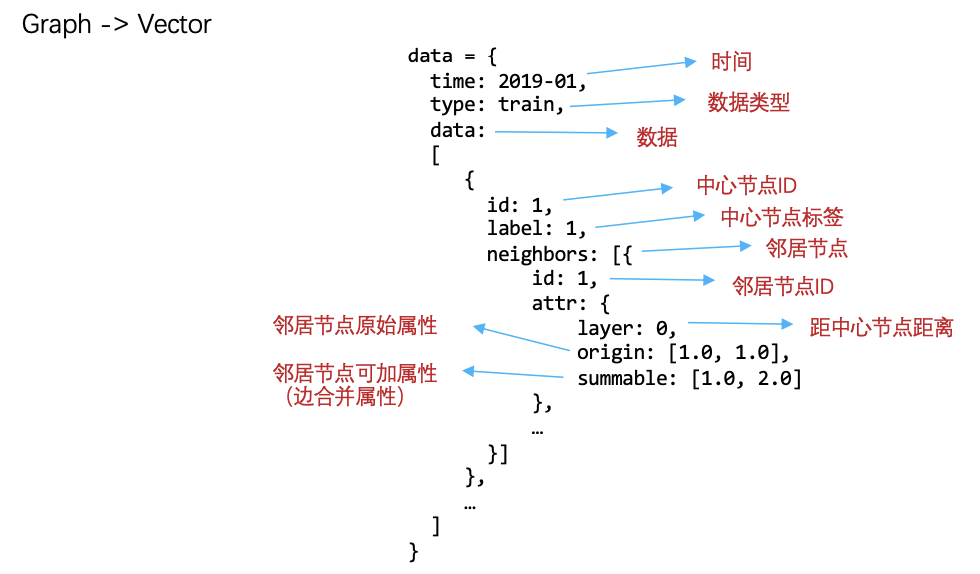 Graph -> Vector
data = {
time: 2019-01, 时间
type: train, 数据类型
data: 数据
[
{
id: 1, 中心节点ID
label: 1, 中心节点标签
neighbors: [{ 邻居节点
id: 1, 邻居节点ID
attr: {
layer: 0, 距中心节点距离
邻居节点原始属性 origin: [1.0, 1.0],
邻居节点可加属性 summable: [1.0, 2.0]
（边合并属性）
},
…
}]
},
…
]
}